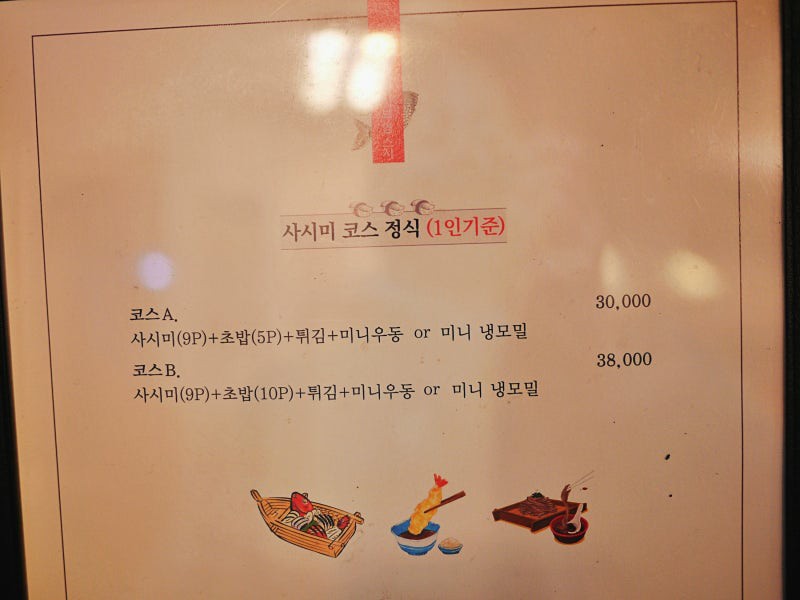 사시미 코스 정식 (1인기준)
코스A. 30,000
사시미(9P)+초밥(5P)+튀김+미니우동 or 미니 냉모밀
코스B. 38,000
사시미(9P)+초밥(10P)+튀김+미니우동 or 미니 냉모밀